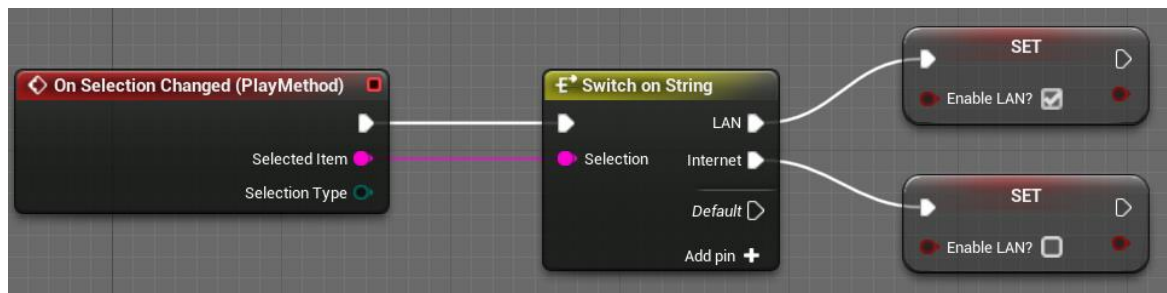 On Selection Changed (PlayMethod)
Selected Item
Selection Type
Switch on String
LAN
Selection
Internet
Default
Add pin
SET
Enable LAN?
SET
Enable LAN?